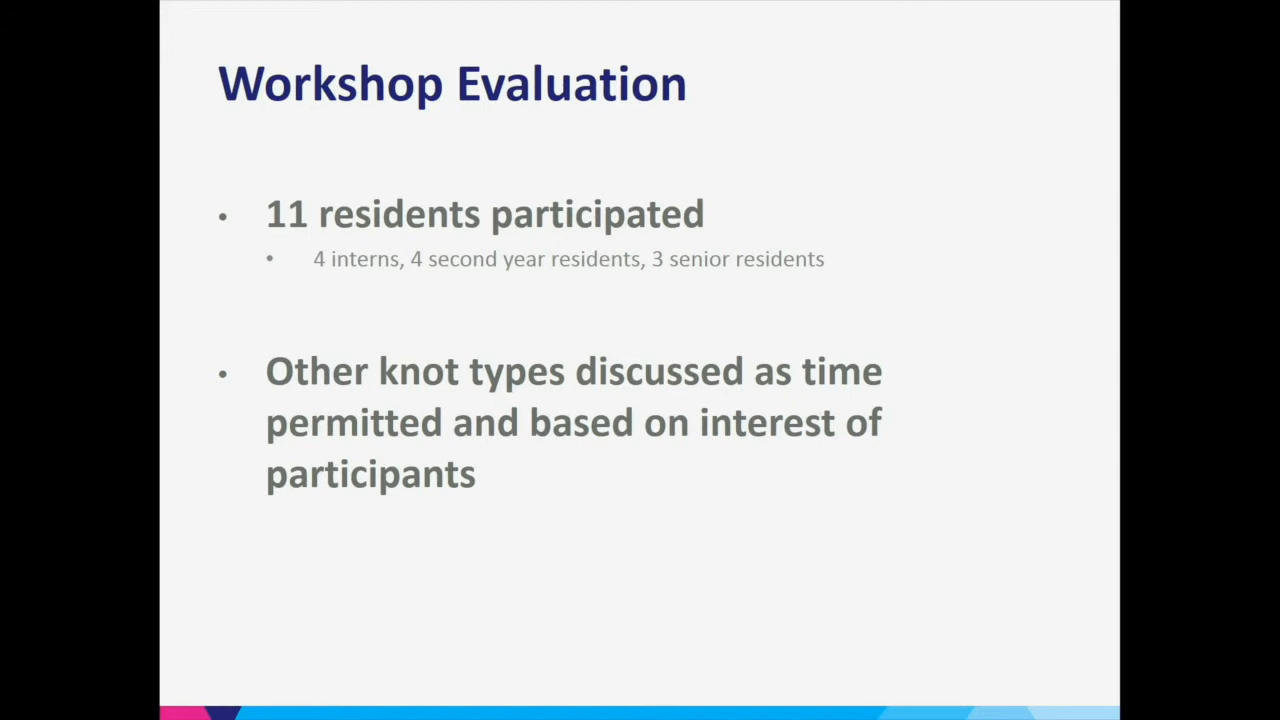 Workshop Evaluation
• 11 residents participated
• 4 interns, 4 second year residents, 3 senior residents
• Other knot types discussed as time
permitted and based on interest of
participants